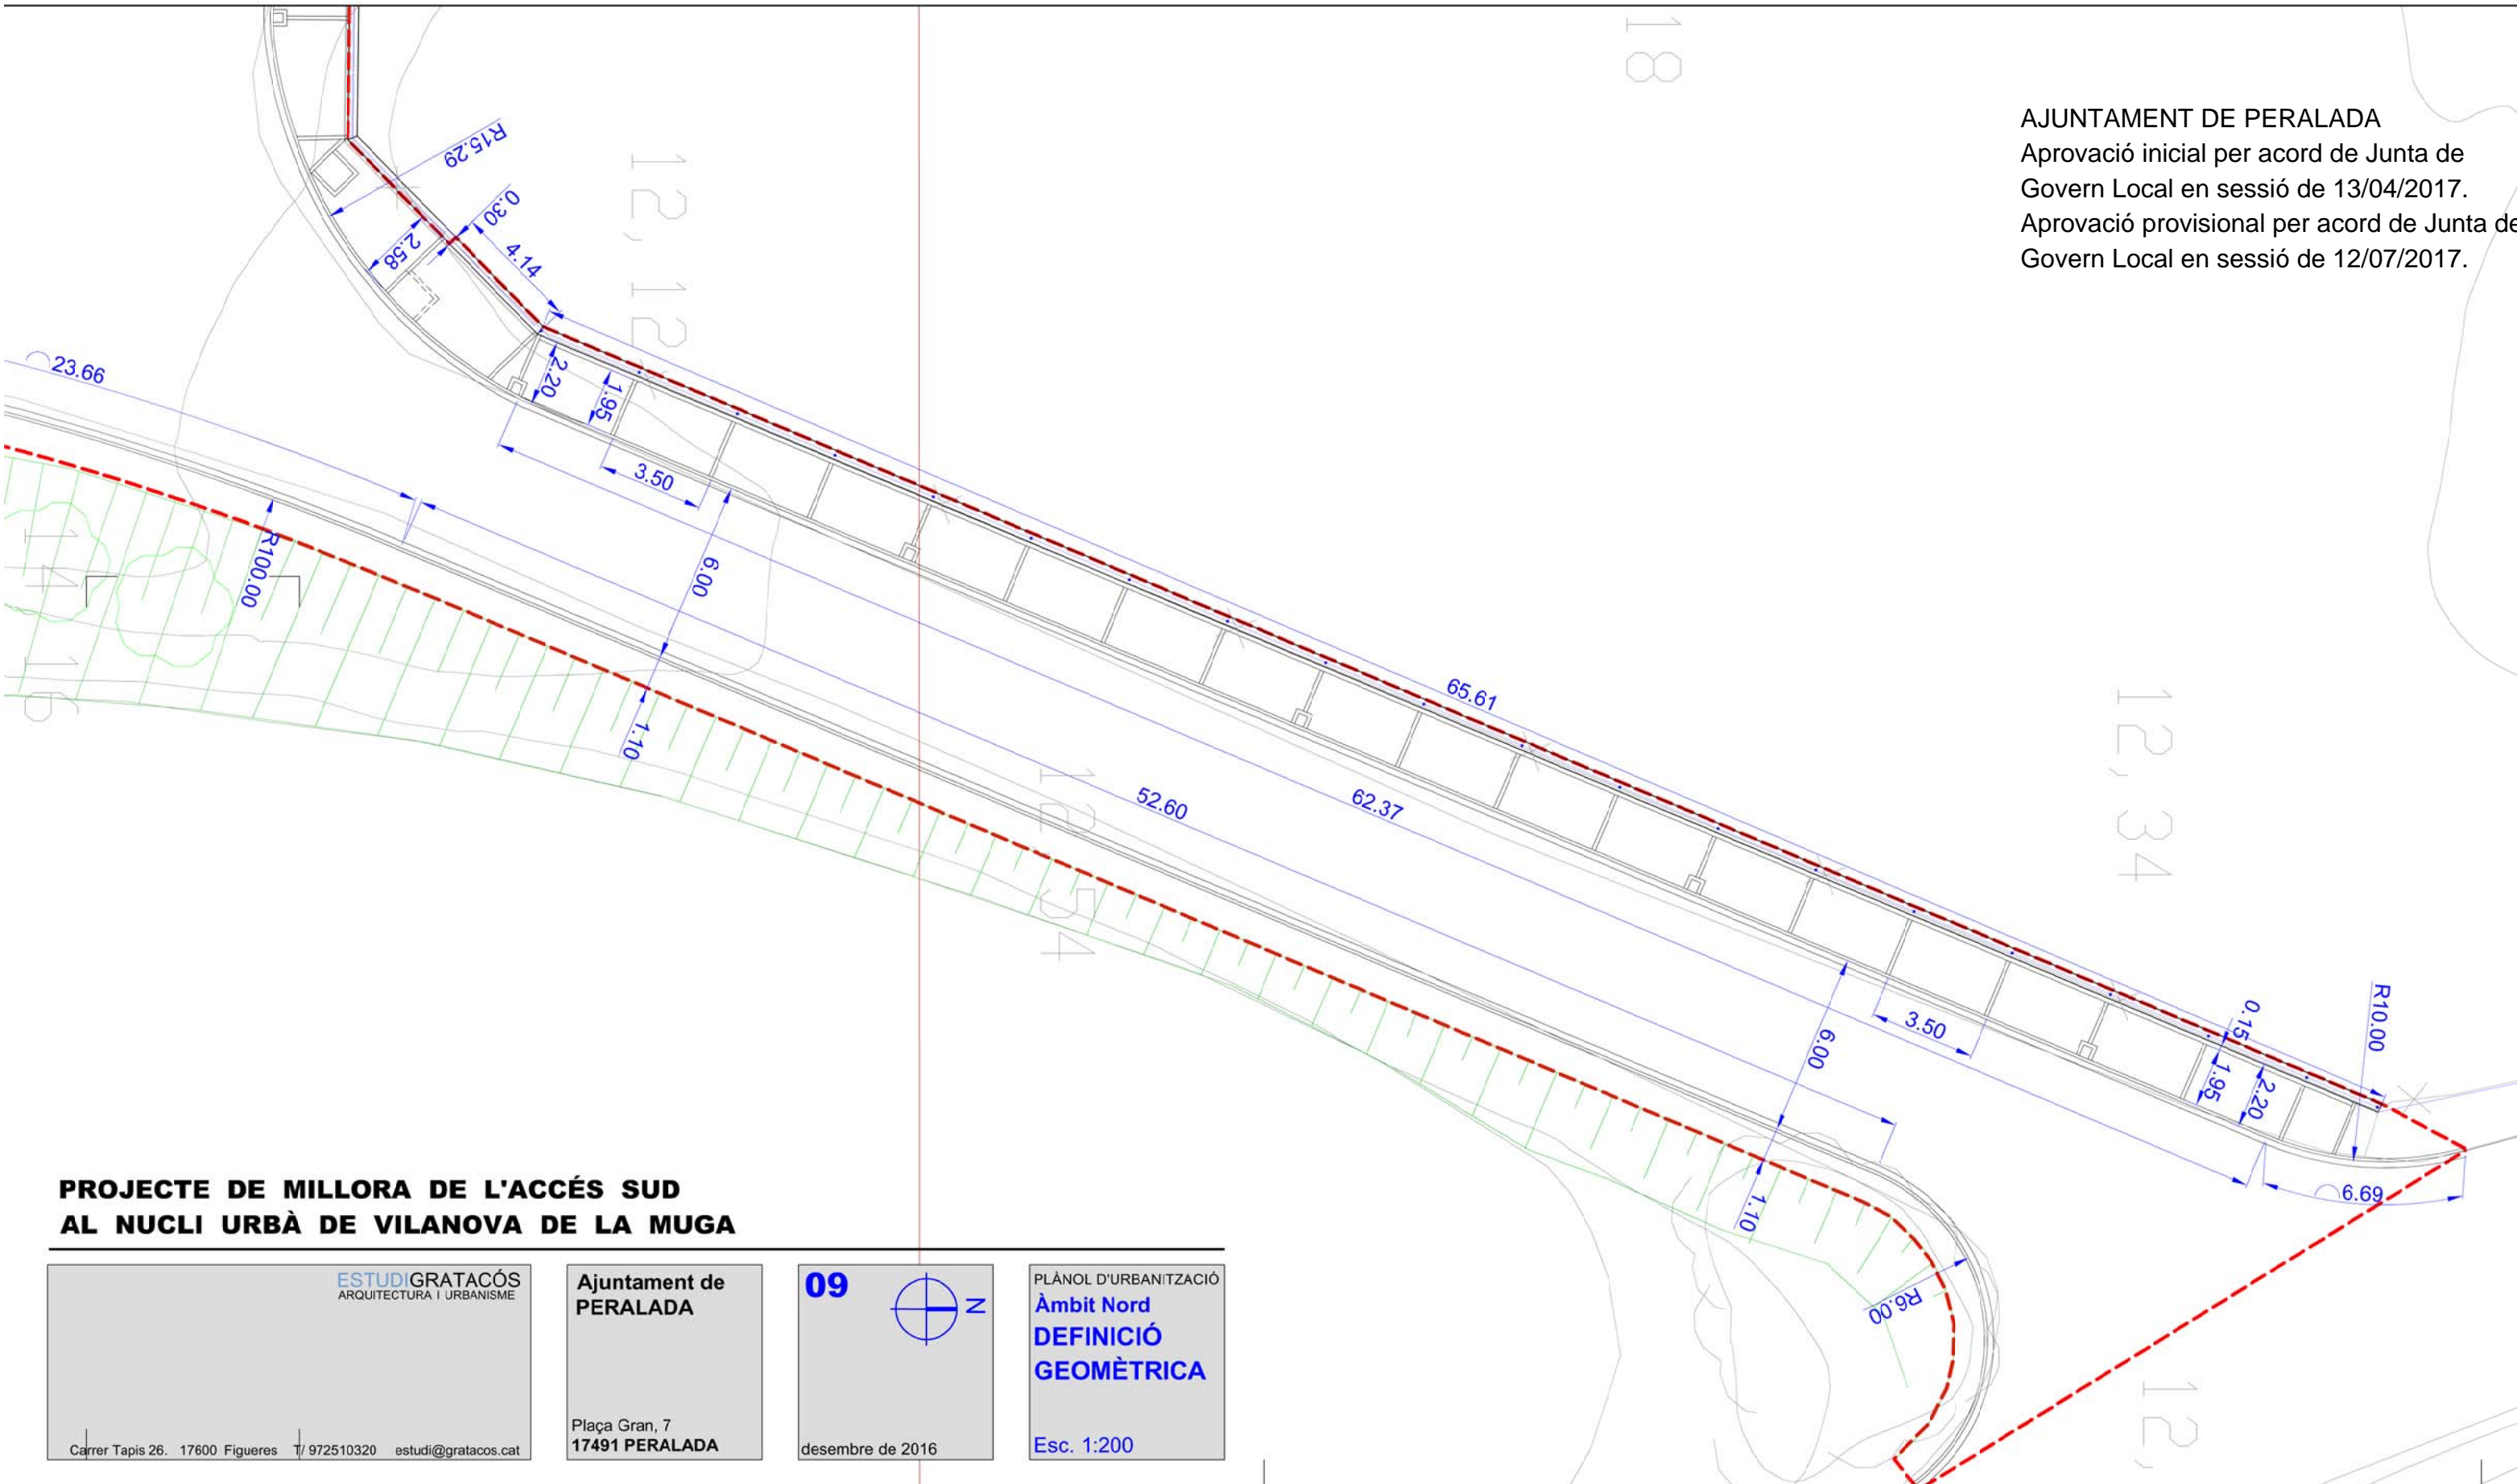 18
AJUNTAMENT DE PERALADA
Aprovació inicial per acord de Junta de
Govern Local en sessió de 13/04/2017.
Aprovació provisional per acord de Junta de
Govern Local en sessió de 12/07/2017.
R15.29
12,12
0.30
2.58
4.14
23.66
2.20
1.95
3.50
R100.00
6.00
1.10
65.61
52.60
62.37
12,34
6.00
3.50
0.15
R10.00
1.95
2.20
1.10
6.69
R6.00
12,
PROJECTE DE MILLORA DE L'ACCÉS SUD
AL NUCLI URBÀ DE VILANOVA DE LA MUGA
ESTUDIGRATACÓS
ARQUITECTURA I URBANISME
Carrer Tapis 26. 17600 Figueres T/ 972510320 estudi@gratacos.cat
Ajuntament de
PERALADA
Plaça Gran, 7
17491 PERALADA
09
N
desembre de 2016
PLÀNOL D'URBANITZACIÓ
Àmbit Nord
DEFINICIÓ
GEOMÈTRICA
Esc. 1:200